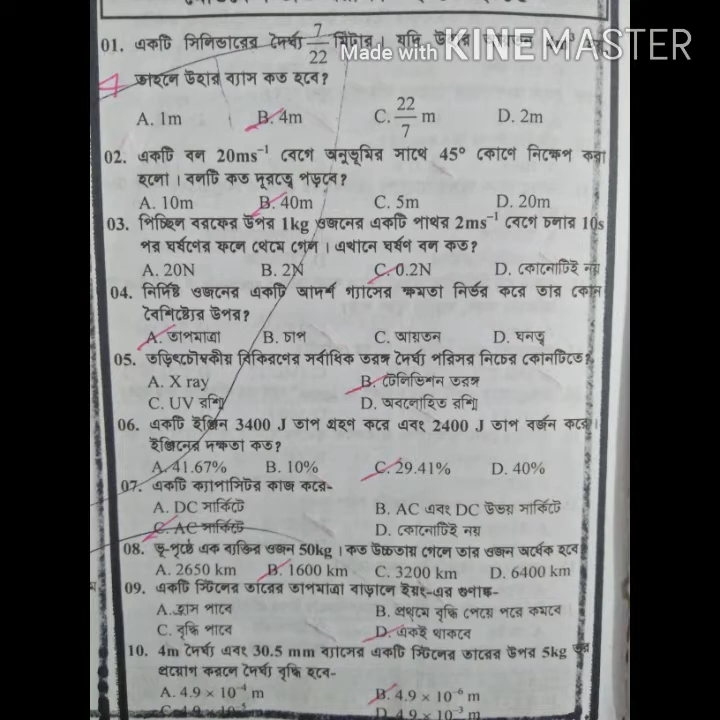 01. একটি সিলিন্ডারের দৈর্ঘ্য 7/22 মিটার। যদি
Made with KINEMASTER
তাহলে উহার ব্যাস কত হবে?
A. 1m B. 4m C. 22/7 m D. 2m
02. একটি বল 20ms⁻¹ বেগে অনুভূমির সাথে 45° কোণে নিক্ষেপ করা
হলো। বলটি কত দূরত্বে পড়বে?
A. 10m B. 40m C. 5m D. 20m
03. পিচ্ছিল বরফের উপর 1kg ওজনের একটি পাথর 2ms⁻¹ বেগে চলার 10s
পর ঘর্ষণের ফলে থেমে গেল। এখানে ঘর্ষণ বল কত?
A. 20N B. 2N C. 0.2N D. কোনোটিই নয়
04. নির্দিষ্ট ওজনের একটি আদর্শ গ্যাসের ক্ষমতা নির্ভর করে তার কোন
বৈশিষ্ট্যের উপর?
A. তাপমাত্রা B. চাপ C. আয়তন D. ঘনত্ব
05. তড়িৎচৌম্বকীয় বিকিরণের সর্বাধিক তরঙ্গ দৈর্ঘ্য পরিসর নিচের কোনটিতে?
A. X ray B. টেলিভিশন তরঙ্গ
C. UV রশ্মি D. অবলোহিত রশ্মি
06. একটি ইঞ্জিন 3400 J তাপ গ্রহণ করে এবং 2400 J তাপ বর্জন করে।
ইঞ্জিনের দক্ষতা কত?
A. 41.67% B. 10% C. 29.41% D. 40%
07. একটি ক্যাপাসিটর কাজ করে-
A. DC সার্কিটে B. AC এবং DC উভয় সার্কিটে
C. AC সার্কিটে D. কোনোটিই নয়
08. ভূ-পৃষ্ঠে এক ব্যক্তির ওজন 50kg। কত উচ্চতায় গেলে তার ওজন অর্ধেক হবে
A. 2650 km B. 1600 km C. 3200 km D. 6400 km
09. একটি স্টিলের তারের তাপমাত্রা বাড়ালে ইয়ং-এর গুণাঙ্ক-
A. হ্রাস পাবে B. প্রথমে বৃদ্ধি পেয়ে পরে কমবে
C. বৃদ্ধি পাবে D. একই থাকবে
10. 4m দৈর্ঘ্য এবং 30.5 mm ব্যাসের একটি স্টিলের তারের উপর 5kg
প্রয়োগ করলে দৈর্ঘ্য বৃদ্ধি হবে-
A. 4.9 × 10⁻⁴ m B. 4.9 × 10⁻⁶ m
C. 4.9 × 10⁻⁵ m D. 4.9 × 10⁻³ m